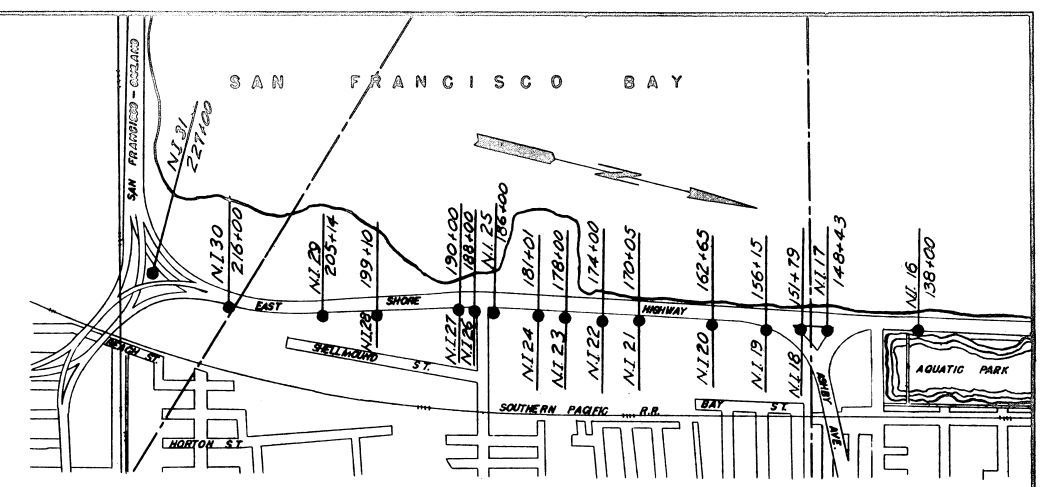 SAN FRANCISCO BAY
SAN FRANCISCO - OAKLAND
N.I. 31
227+00
N.I. 30
216+00
N.I. 29
205+14
N.I. 28
199+10
N.I. 27
190+00
N.I. 26
188+00
N.I. 25
186+00
N.I. 24
181+01
N.I. 23
178+00
N.I. 22
174+00
N.I. 21
170+05
N.I. 20
162+65
N.I. 19
156+15
N.I. 18
151+79
N.I. 17
148+43
N.I. 16
138+00
EAST SHORE HIGHWAY
BEACH ST.
SHELLMOUND ST.
SOUTHERN PACIFIC R.R.
BAY ST.
ASHBY AVE.
AQUATIC PARK
HORTON ST.